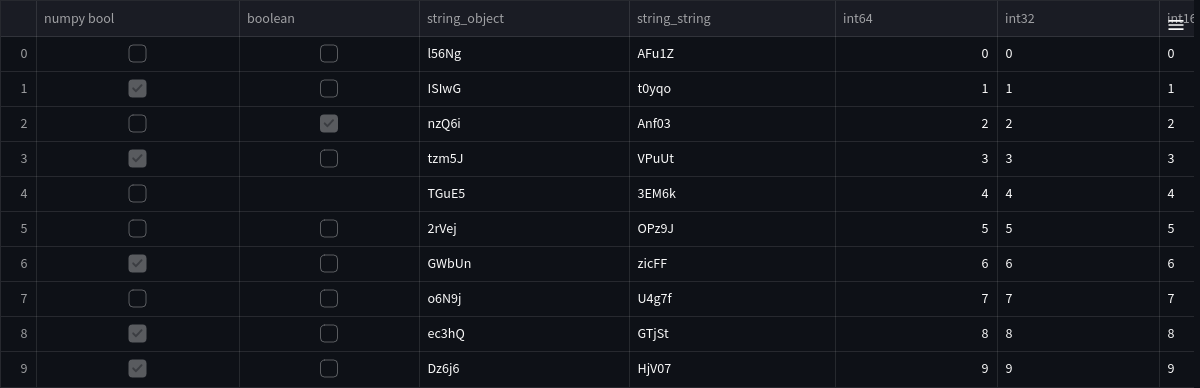 numpy bool boolean string_object string_string int64 int32 int16
0 l56Ng AFu1Z 0 0 0
1 ISIwG t0yqo 1 1 1
2 nzQ6i Anf03 2 2 2
3 tzm5J VPuUt 3 3 3
4 TGuE5 3EM6k 4 4 4
5 2rVej OPz9J 5 5 5
6 GWbUn zicFF 6 6 6
7 o6N9j U4g7f 7 7 7
8 ec3hQ GTjSt 8 8 8
9 Dz6j6 HjV07 9 9 9